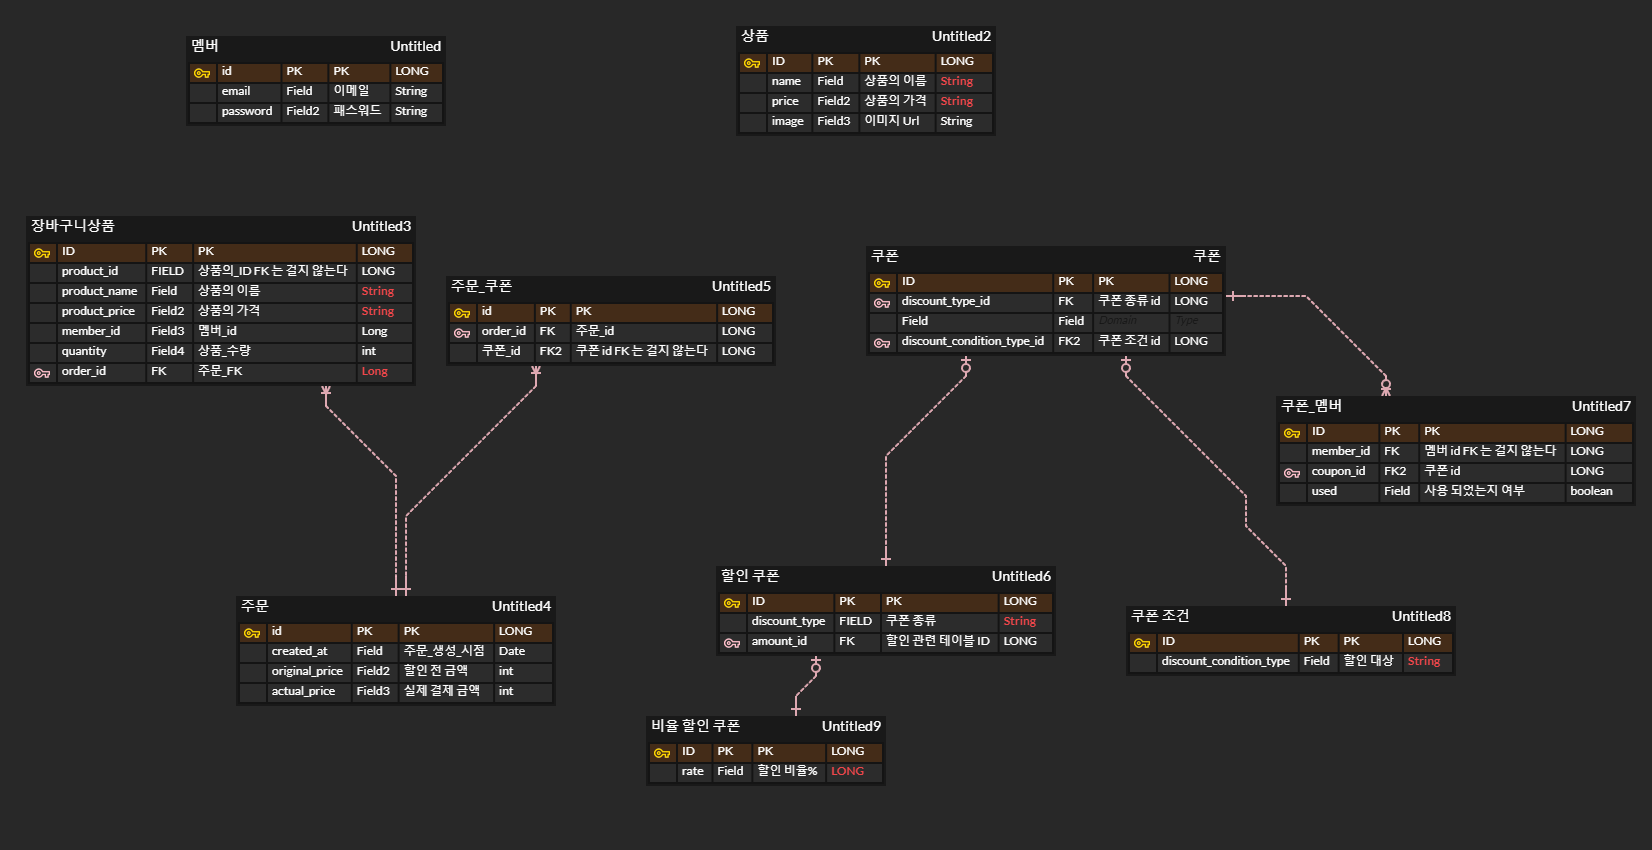 멤버 Untitled
id PK PK LONG
email Field 이메일 String
password Field2 패스워드 String
상품 Untitled2
ID PK PK LONG
name Field 상품의 이름 String
price Field2 상품의 가격 String
image Field3 이미지 Url String
장바구니상품 Untitled3
ID PK PK LONG
product_id FIELD 상품의_ID FK 는 걸지 않는다 LONG
product_name Field 상품의 이름 String
product_price Field2 상품의 가격 String
member_id Field3 멤버_id Long
quantity Field4 상품_수량 int
order_id FK 주문_FK Long
주문_쿠폰 Untitled5
id PK PK LONG
order_id FK 주문_id LONG
쿠폰_id FK2 쿠폰 id FK 는 걸지 않는다 LONG
쿠폰 쿠폰
ID PK PK LONG
discount_type_id FK 쿠폰 종류 id LONG
Field Field Domain Type
discount_condition_type_id FK2 쿠폰 조건 id LONG
쿠폰_멤버 Untitled7
ID PK PK LONG
member_id FK 멤버 id FK 는 걸지 않는다 LONG
coupon_id FK2 쿠폰 id LONG
used Field 사용 되었는지 여부 boolean
주문 Untitled4
id PK PK LONG
created_at Field 주문_생성_시점 Date
original_price Field2 할인 전 금액 int
actual_price Field3 실제 결제 금액 int
할인 쿠폰 Untitled6
ID PK PK LONG
discount_type FIELD 쿠폰 종류 String
amount_id FK 할인 관련 테이블 ID LONG
쿠폰 조건 Untitled8
ID PK PK LONG
discount_condition_type Field 할인 대상 String
비율 할인 쿠폰 Untitled9
ID PK PK LONG
rate Field 할인 비율% LONG